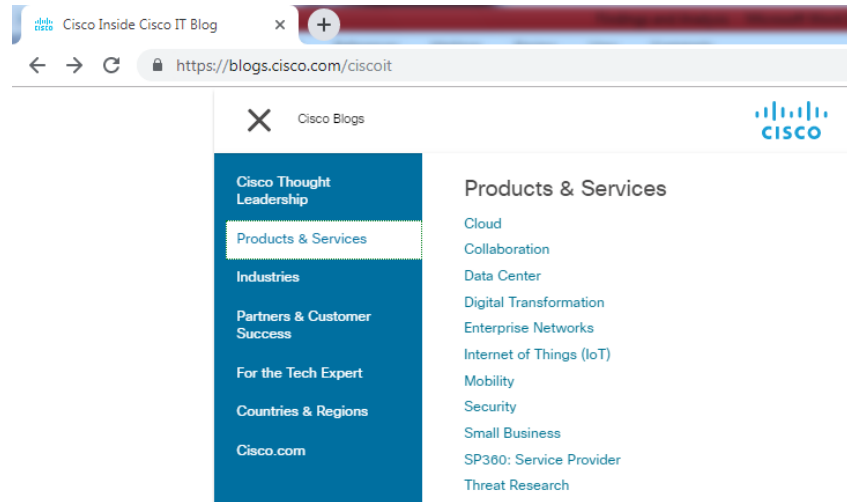 Cisco Inside Cisco IT Blog
https://blogs.cisco.com/ciscoit
Cisco Blogs
CISCO
Cisco Thought
Leadership
Products & Services
Industries
Partners & Customer
Success
For the Tech Expert
Countries & Regions
Cisco.com
Products & Services
Cloud
Collaboration
Data Center
Digital Transformation
Enterprise Networks
Internet of Things (IoT)
Mobility
Security
Small Business
SP360: Service Provider
Threat Research